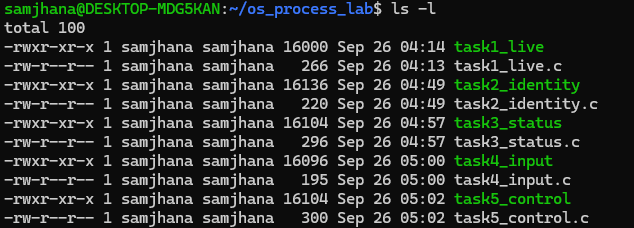 samjhana@DESKTOP-MDG5KAN:~/os_process_lab$ ls -l
total 100
-rwxr-xr-x 1 samjhana samjhana 16000 Sep 26 04:14 task1_live
-rw-r--r-- 1 samjhana samjhana   266 Sep 26 04:13 task1_live.c
-rwxr-xr-x 1 samjhana samjhana 16136 Sep 26 04:49 task2_identity
-rw-r--r-- 1 samjhana samjhana   220 Sep 26 04:49 task2_identity.c
-rwxr-xr-x 1 samjhana samjhana 16104 Sep 26 04:57 task3_status
-rw-r--r-- 1 samjhana samjhana   296 Sep 26 04:57 task3_status.c
-rwxr-xr-x 1 samjhana samjhana 16096 Sep 26 05:00 task4_input
-rw-r--r-- 1 samjhana samjhana   195 Sep 26 05:00 task4_input.c
-rwxr-xr-x 1 samjhana samjhana 16104 Sep 26 05:02 task5_control
-rw-r--r-- 1 samjhana samjhana   300 Sep 26 05:02 task5_control.c